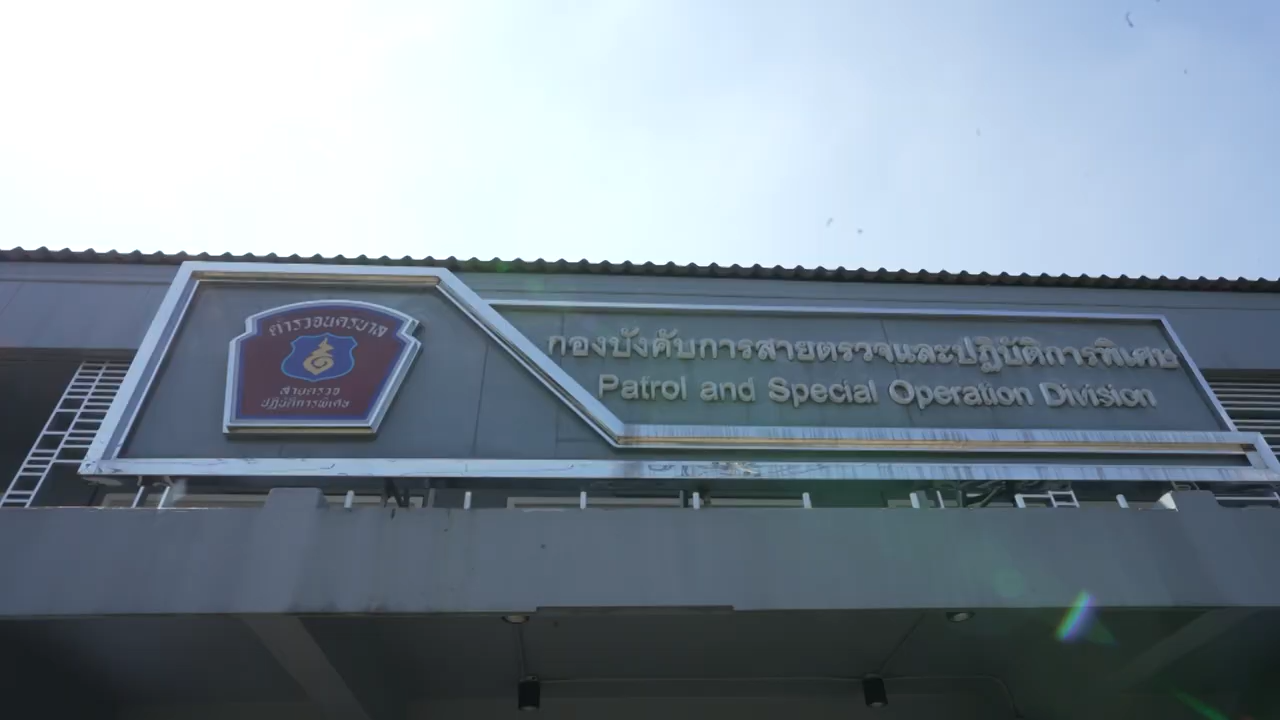 ตำรวจนครบาล
สายตรวจ
ปฏิบัติการพิเศษ
กองบังคับการสายตรวจและปฏิบัติการพิเศษ
Patrol and Special Operation Division